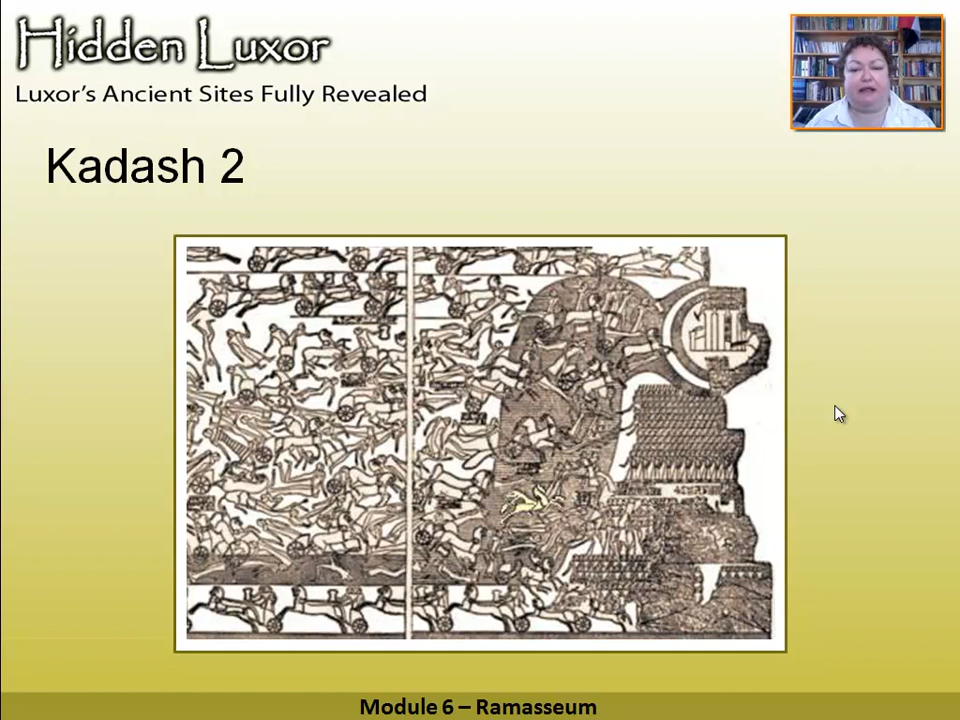 Hidden Luxor
Luxor's Ancient Sites Fully Revealed
Kadash 2
Module 6 – Ramasseum